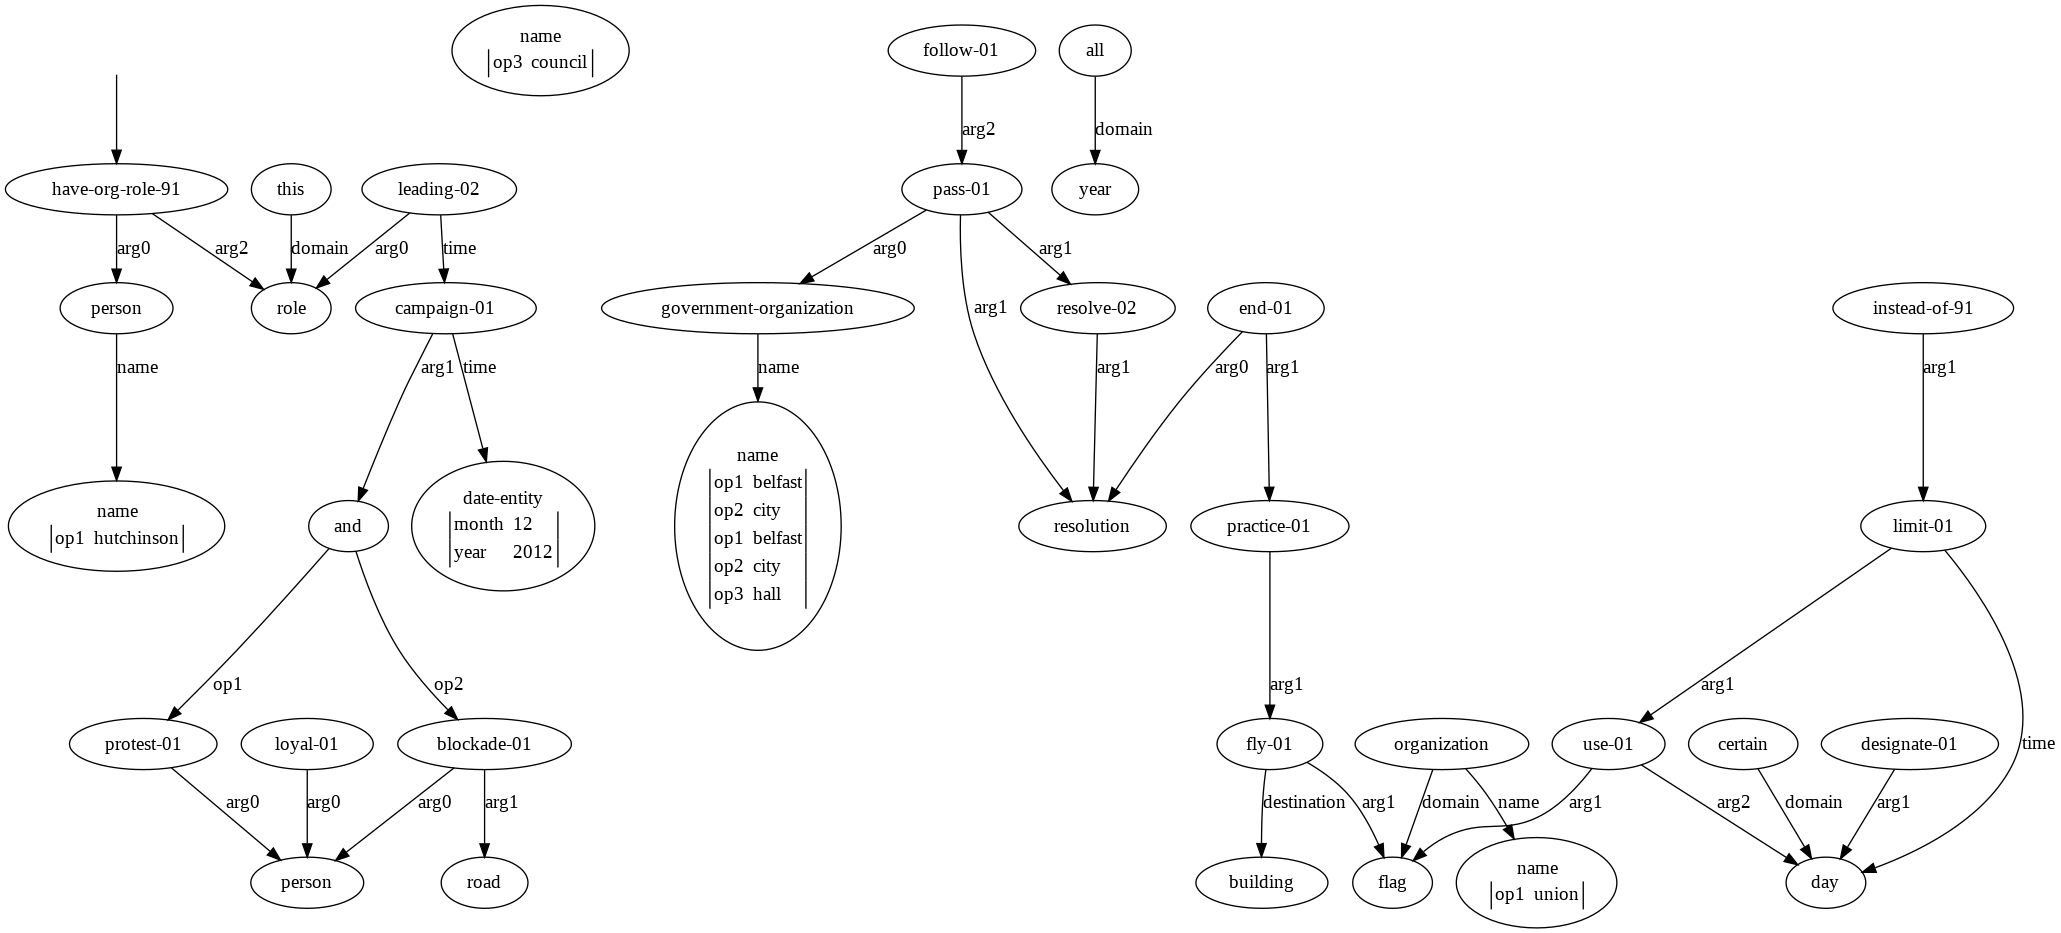 name
op3 council
follow-01
all
arg2
domain
have-org-role-91
this
leading-02
pass-01
year
arg0
arg2
domain
arg0
time
arg0
arg1
person
role
campaign-01
government-organization
arg1
resolve-02
end-01
instead-of-91
name
arg1
time
name
arg1
arg0
arg1
arg1
name
op1 hutchinson
and
date-entity
month 12
year 2012
name
op1 belfast
op2 city
op1 belfast
op2 city
op3 hall
resolution
practice-01
limit-01
op1
op2
arg1
arg1
protest-01
loyal-01
blockade-01
fly-01
organization
use-01
certain
designate-01
time
arg0
arg0
arg0
arg1
destination
arg1
domain
name
arg1
arg2
domain
arg1
person
road
building
flag
name
op1 union
day